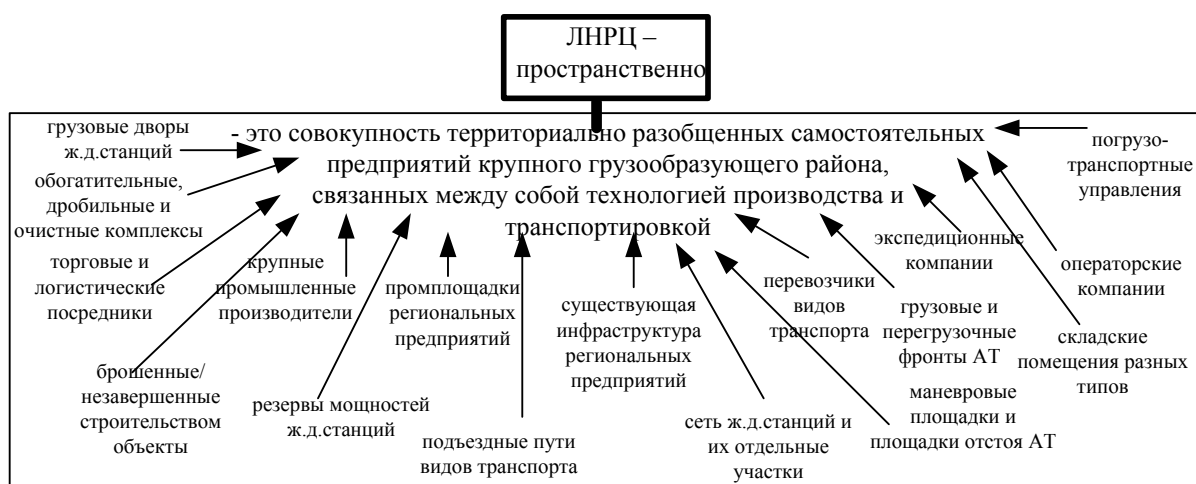 ЛНРЦ –
пространственно
- это совокупность территориально разобщенных самостоятельных
предприятий крупного грузообразующего района,
связанных между собой технологией производства и
транспортировкой
грузовые дворы
ж.д.станций
обогатительные,
дробильные и
очистные комплексы
торговые и
логистические
посредники
брошенные/
незавершенные
строительством
объекты
крупные
промышленные
производители
резервы мощностей
ж.д.станций
промплощадки
региональных
предприятий
подъездные пути
видов транспорта
существующая
инфраструктура
региональных
предприятий
сеть ж.д.станций и
их отдельные
участки
перевозчики
видов
транспорта
маневровые
площадки и
площадки отстоя АТ
грузовые и
перегрузочные
фронты АТ
экспедиционные
компании
складские
помещения разных
типов
операторские
компании
погрузо-
транспортные
управления